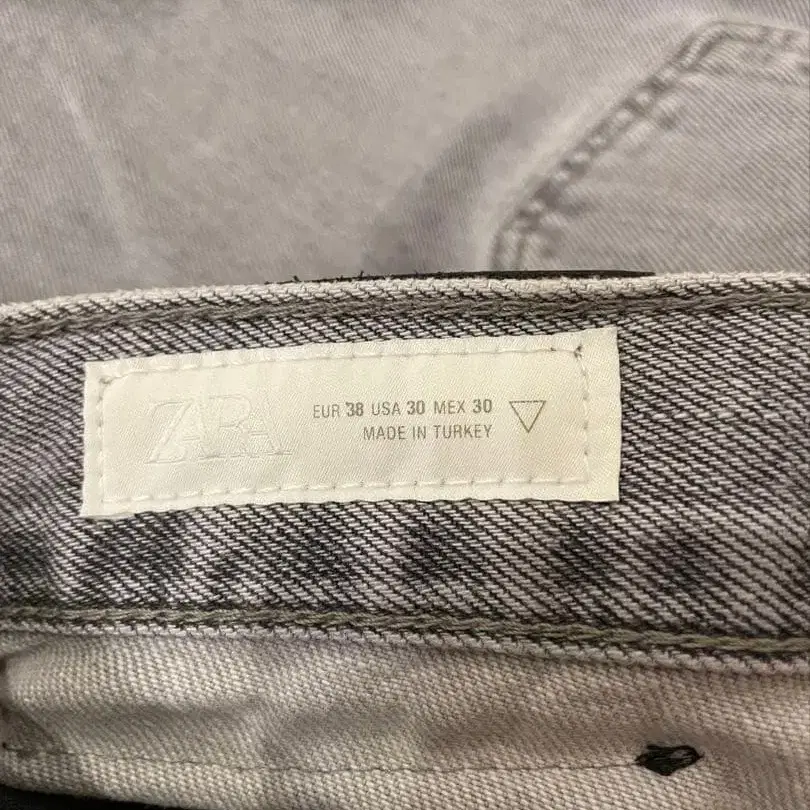 ZARA
EUR 38 USA 30 MEX 30
MADE IN TURKEY